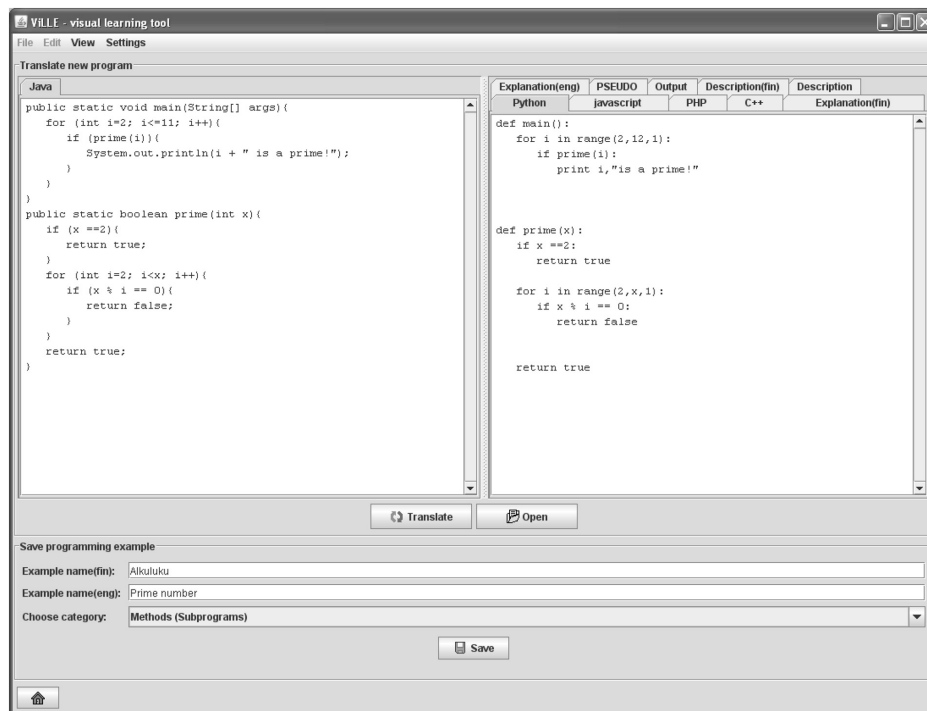 ViLLE - visual learning tool
File Edit View Settings
Translate new program
Java
public static void main(String[] args){
for (int i=2; i<=11; i++){
if (prime(i)){
System.out.println(i + " is a prime!");
}
}
}
public static boolean prime(int x){
if (x ==2){
return true;
}
for (int i=2; i<x; i++){
if (x % i == 0){
return false;
}
}
return true;
}
Explanation(eng) PSEUDO Output Description(fin) Description
Python javascript PHP C++ Explanation(fin)
def main():
for i in range(2,12,1):
if prime(i):
print i,"is a prime!"
def prime(x):
if x ==2:
return true
for i in range(2,x,1):
if x % i == 0:
return false
return true
Translate Open
Save programming example
Example name(fin): Alkuluku
Example name(eng): Prime number
Choose category: Methods (Subprograms)
Save